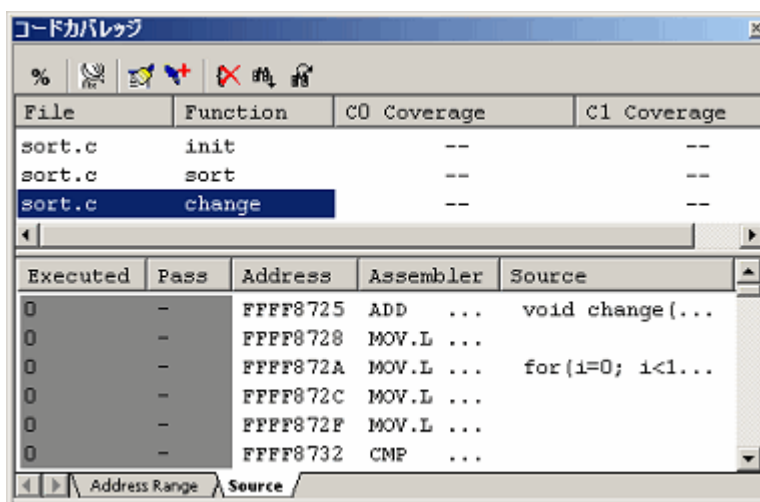 コードカバレッジ
%
File Function C0 Coverage C1 Coverage
sort.c init -- --
sort.c sort -- --
sort.c change -- --
Executed Pass Address Assembler Source
0 - FFFF8725 ADD ... void change(...
0 - FFFF8728 MOV.L ...
0 - FFFF872A MOV.L ... for(i=0; i<1...
0 - FFFF872C MOV.L ...
0 - FFFF872F MOV.L ...
0 - FFFF8732 CMP ...
Address Range Source